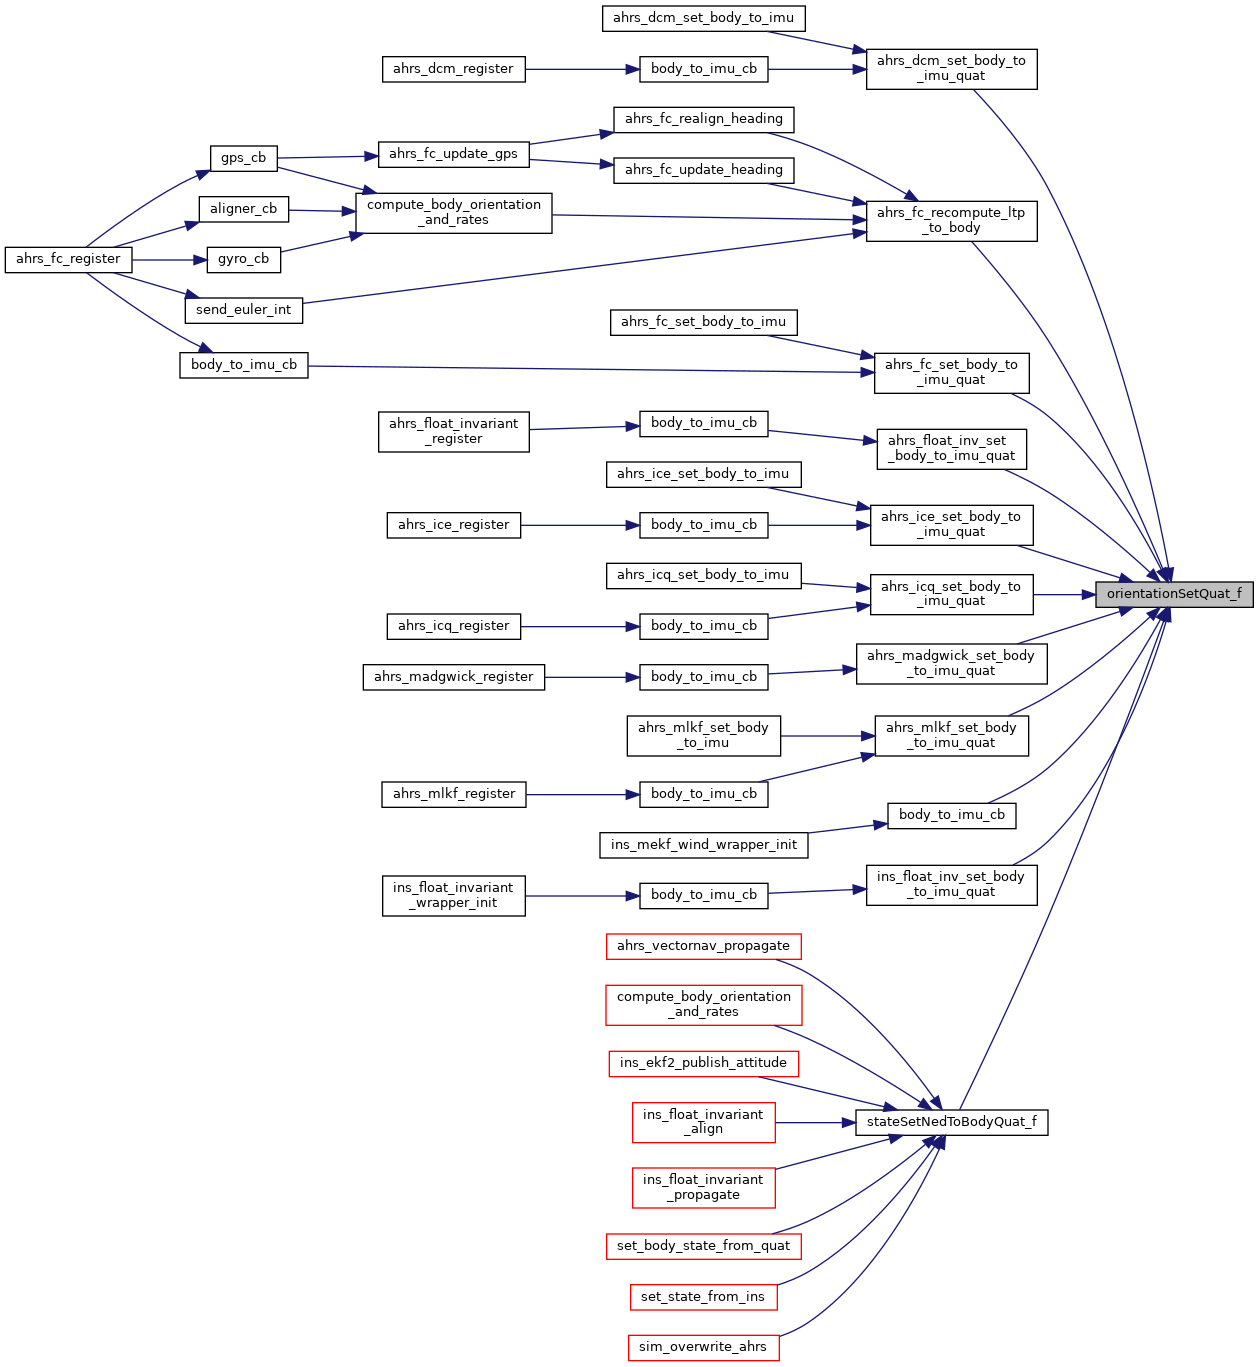 ahrs_dcm_set_body_to_imu
ahrs_dcm_set_body_to
_imu_quat
ahrs_dcm_register
body_to_imu_cb
ahrs_fc_realign_heading
gps_cb
ahrs_fc_update_gps
ahrs_fc_update_heading
aligner_cb
compute_body_orientation
_and_rates
ahrs_fc_recompute_ltp
_to_body
ahrs_fc_register
gyro_cb
send_euler_int
ahrs_fc_set_body_to_imu
body_to_imu_cb
ahrs_fc_set_body_to
_imu_quat
ahrs_float_invariant
_register
body_to_imu_cb
ahrs_float_inv_set
_body_to_imu_quat
ahrs_ice_set_body_to_imu
ahrs_ice_register
body_to_imu_cb
ahrs_ice_set_body_to
_imu_quat
ahrs_icq_set_body_to_imu
ahrs_icq_set_body_to
_imu_quat
orientationSetQuat_f
ahrs_icq_register
body_to_imu_cb
ahrs_madgwick_register
body_to_imu_cb
ahrs_madgwick_set_body
_to_imu_quat
ahrs_mlkf_set_body
_to_imu
ahrs_mlkf_set_body
_to_imu_quat
ahrs_mlkf_register
body_to_imu_cb
body_to_imu_cb
ins_mekf_wind_wrapper_init
ins_float_invariant
_wrapper_init
body_to_imu_cb
ins_float_inv_set_body
_to_imu_quat
ahrs_vectornav_propagate
compute_body_orientation
_and_rates
ins_ekf2_publish_attitude
ins_float_invariant
_align
stateSetNedToBodyQuat_f
ins_float_invariant
_propagate
set_body_state_from_quat
set_state_from_ins
sim_overwrite_ahrs